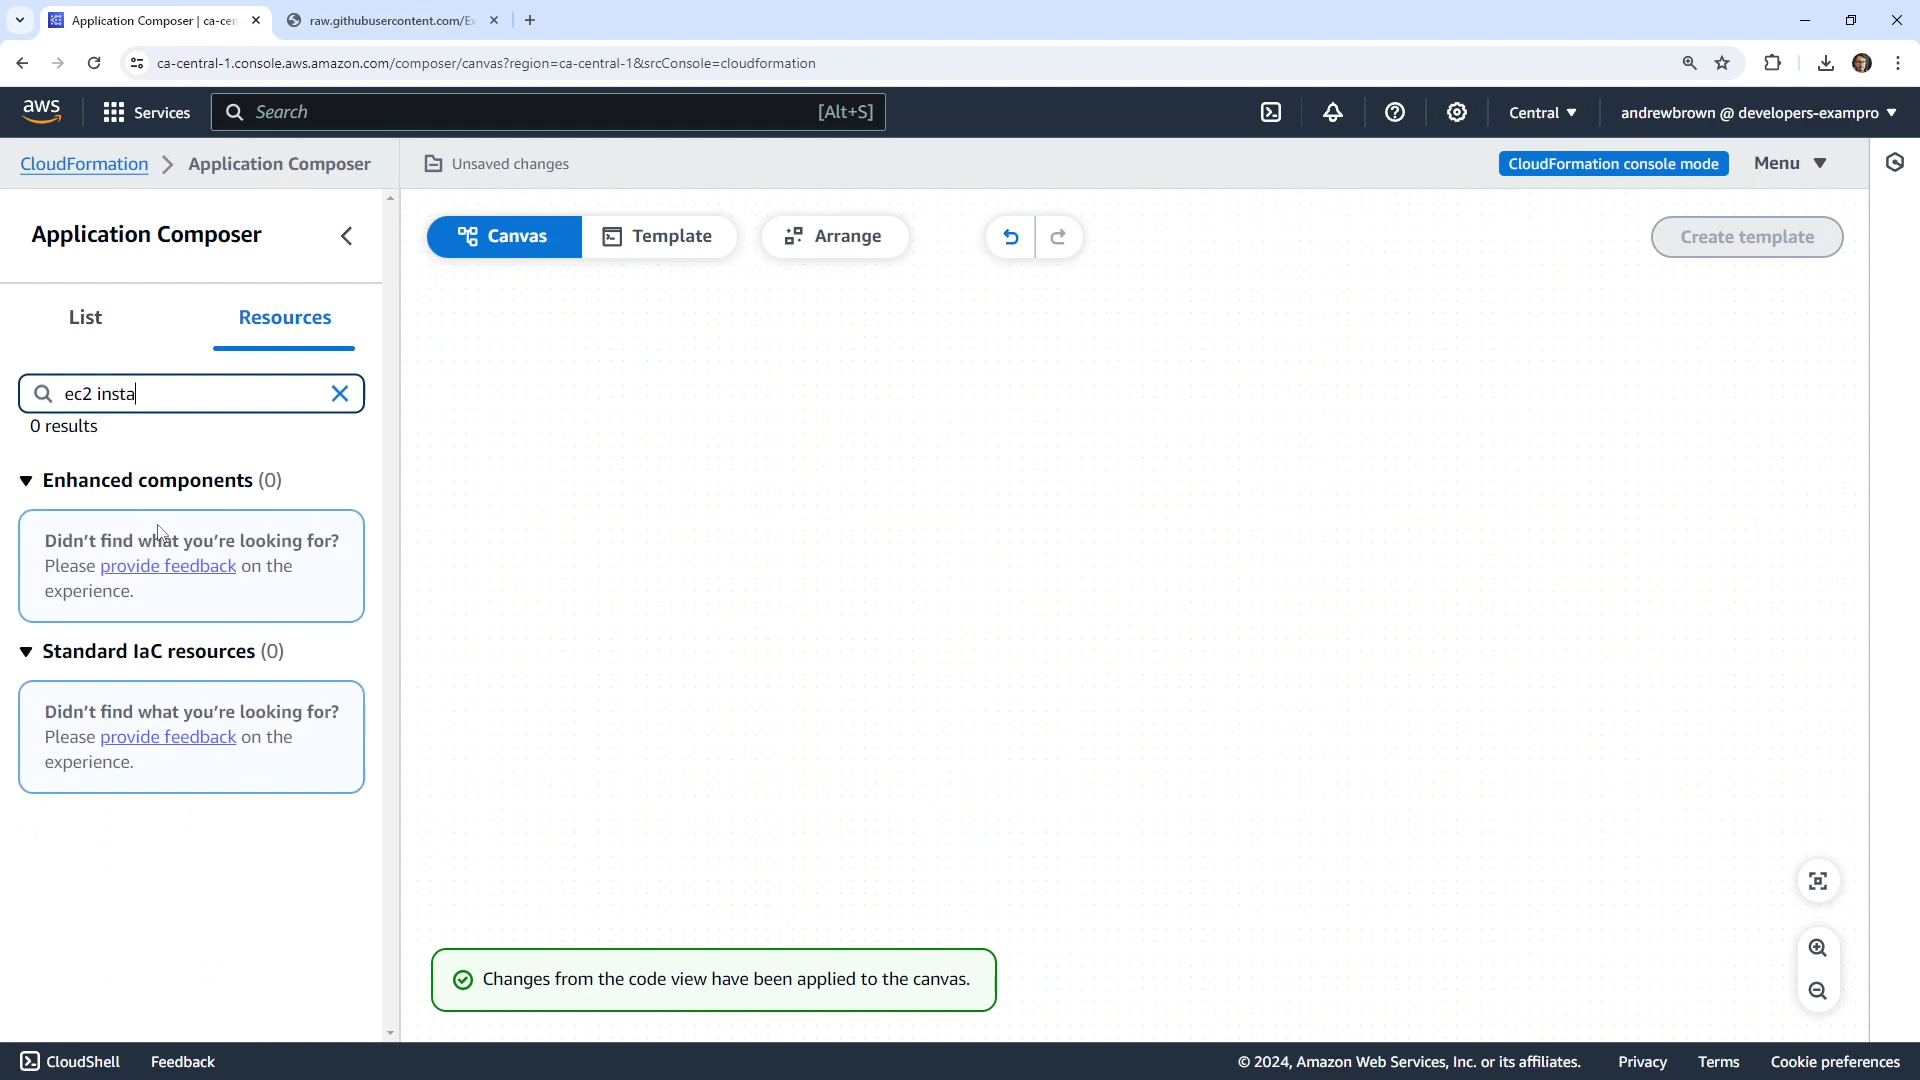 Application Composer | ca-cen
raw.githubusercontent.com/Ex
ca-central-1.console.aws.amazon.com/composer/canvas?region=ca-central-1&srcConsole=cloudformation
aws
Services
Search
[Alt+S]
Central
andrewbrown @ developers-exampro
CloudFormation
Application Composer
Unsaved changes
CloudFormation console mode
Menu
Application Composer
Canvas
Template
Arrange
Create template
List
Resources
ec2 insta
0 results
Enhanced components (0)
Didn't find what you're looking for?
Please provide feedback on the
experience.
Standard IaC resources (0)
Didn't find what you're looking for?
Please provide feedback on the
experience.
Changes from the code view have been applied to the canvas.
CloudShell
Feedback
© 2024, Amazon Web Services, Inc. or its affiliates.
Privacy
Terms
Cookie preferences